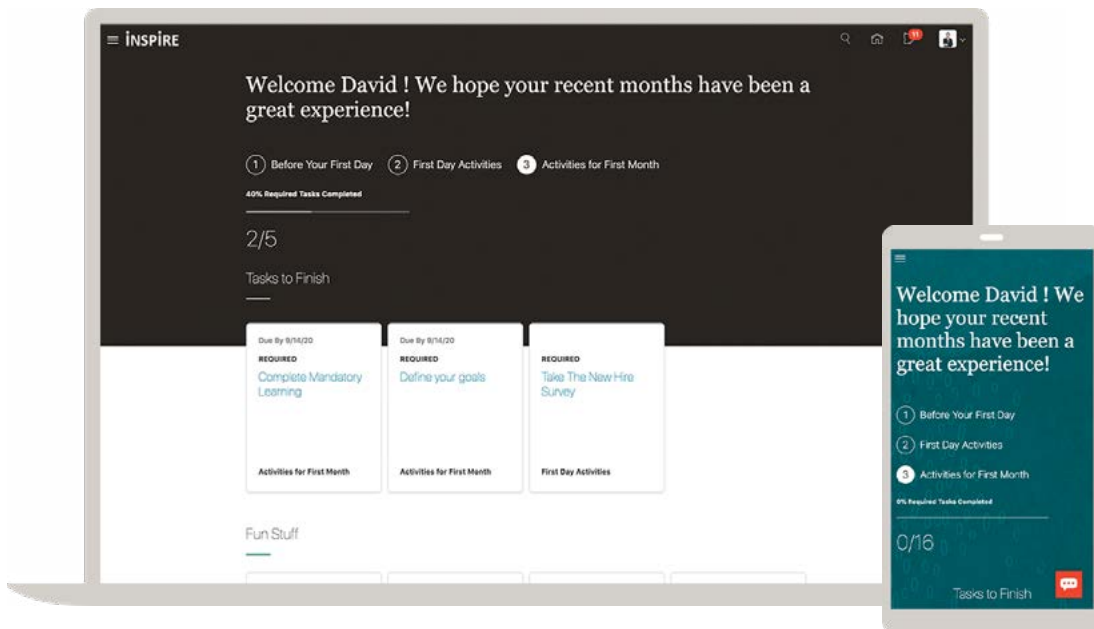 İNSPİRE
11
Welcome David ! We hope your recent months have been a
great experience!
1 Before Your First Day 2 First Day Activities 3 Activities for First Month
40% Required Tasks Completed
2/5
Tasks to Finish
Due By 9/14/20
REQUIRED
Complete Mandatory
Learning
Activities for First Month
Due By 9/14/20
REQUIRED
Define your goals
Activities for First Month
REQUIRED
Take The New Hire
Survey
First Day Activities
Fun Stuff
Welcome David ! We
hope your recent
months have been a
great experience!
1 Before Your First Day
2 First Day Activities
3 Activities for First Month
0% Required Tasks Completed
0/16
Tasks to Finish